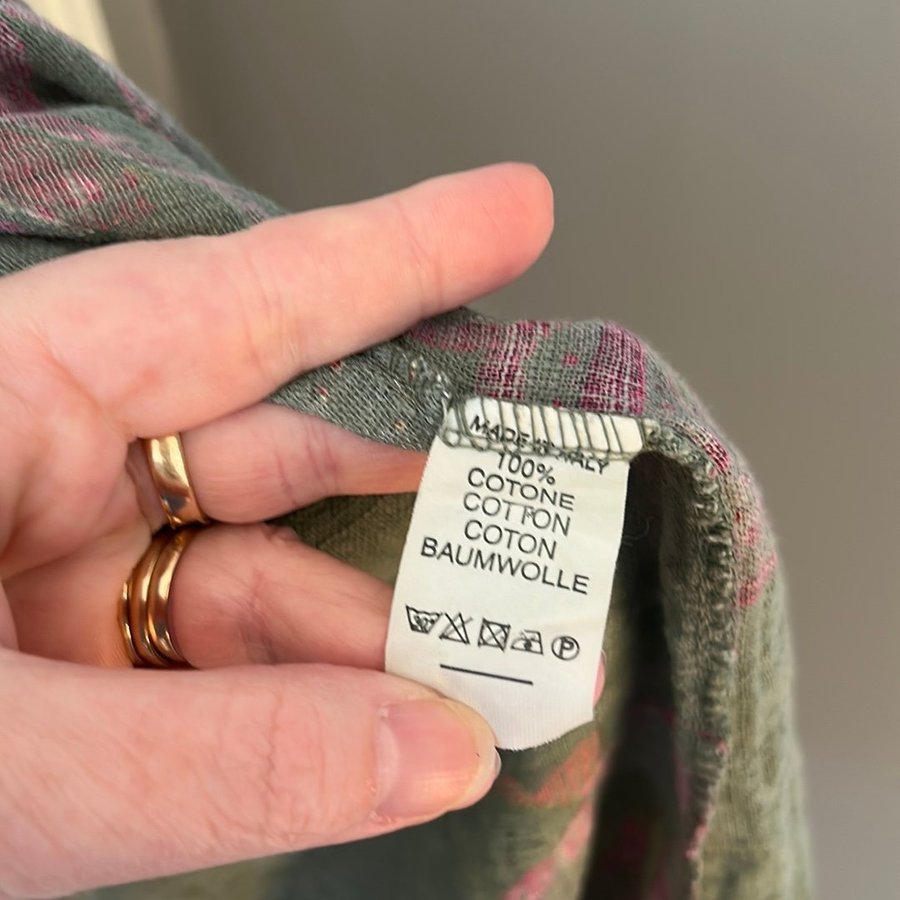 MADE IN ITALY
100%
COTONE
COTTON
COTON
BAUMWOLLE
P